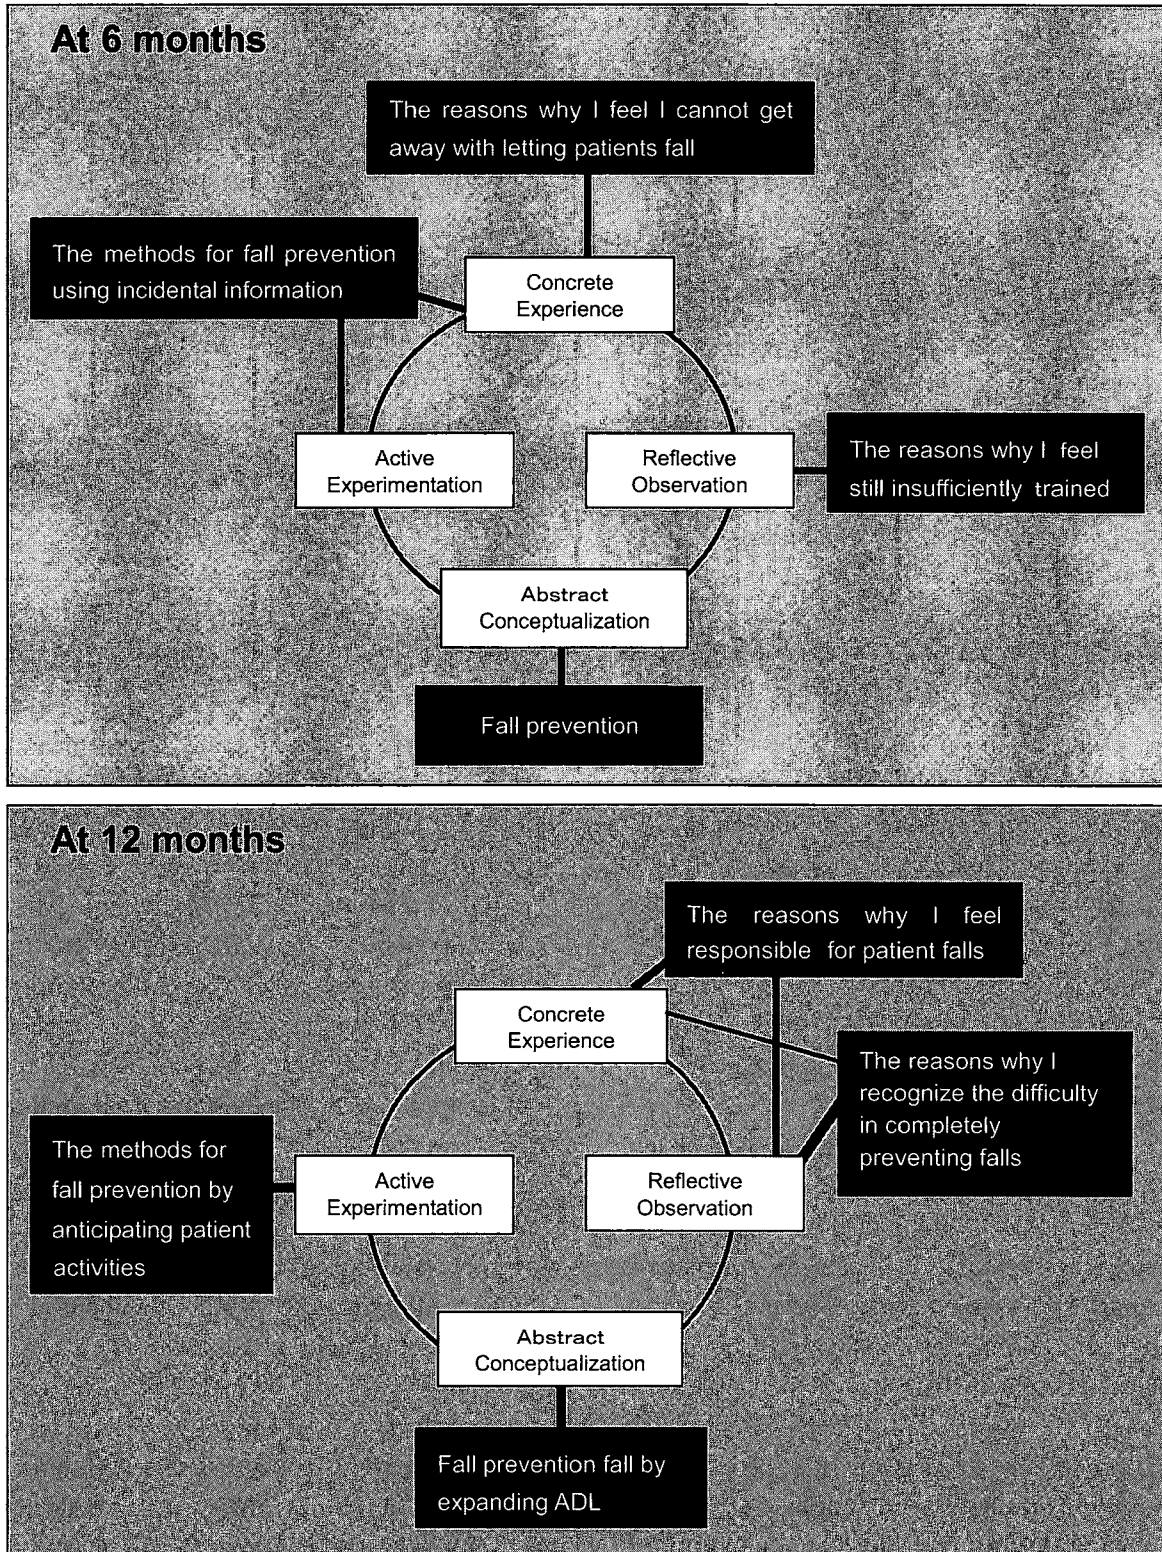 At 6 months
The reasons why I feel I cannot get
away with letting patients fall
The methods for fall prevention
using incidental information
Concrete
Experience
Active
Experimentation
Reflective
Observation
The reasons why I feel
still insufficiently trained
Abstract
Conceptualization
Fall prevention
At 12 months
The reasons why I feel
responsible for patient falls
Concrete
Experience
The reasons why I
recognize the difficulty
in completely
preventing falls
The methods for
fall prevention by
anticipating patient
activities
Active
Experimentation
Reflective
Observation
Abstract
Conceptualization
Fall prevention fall by
expanding ADL